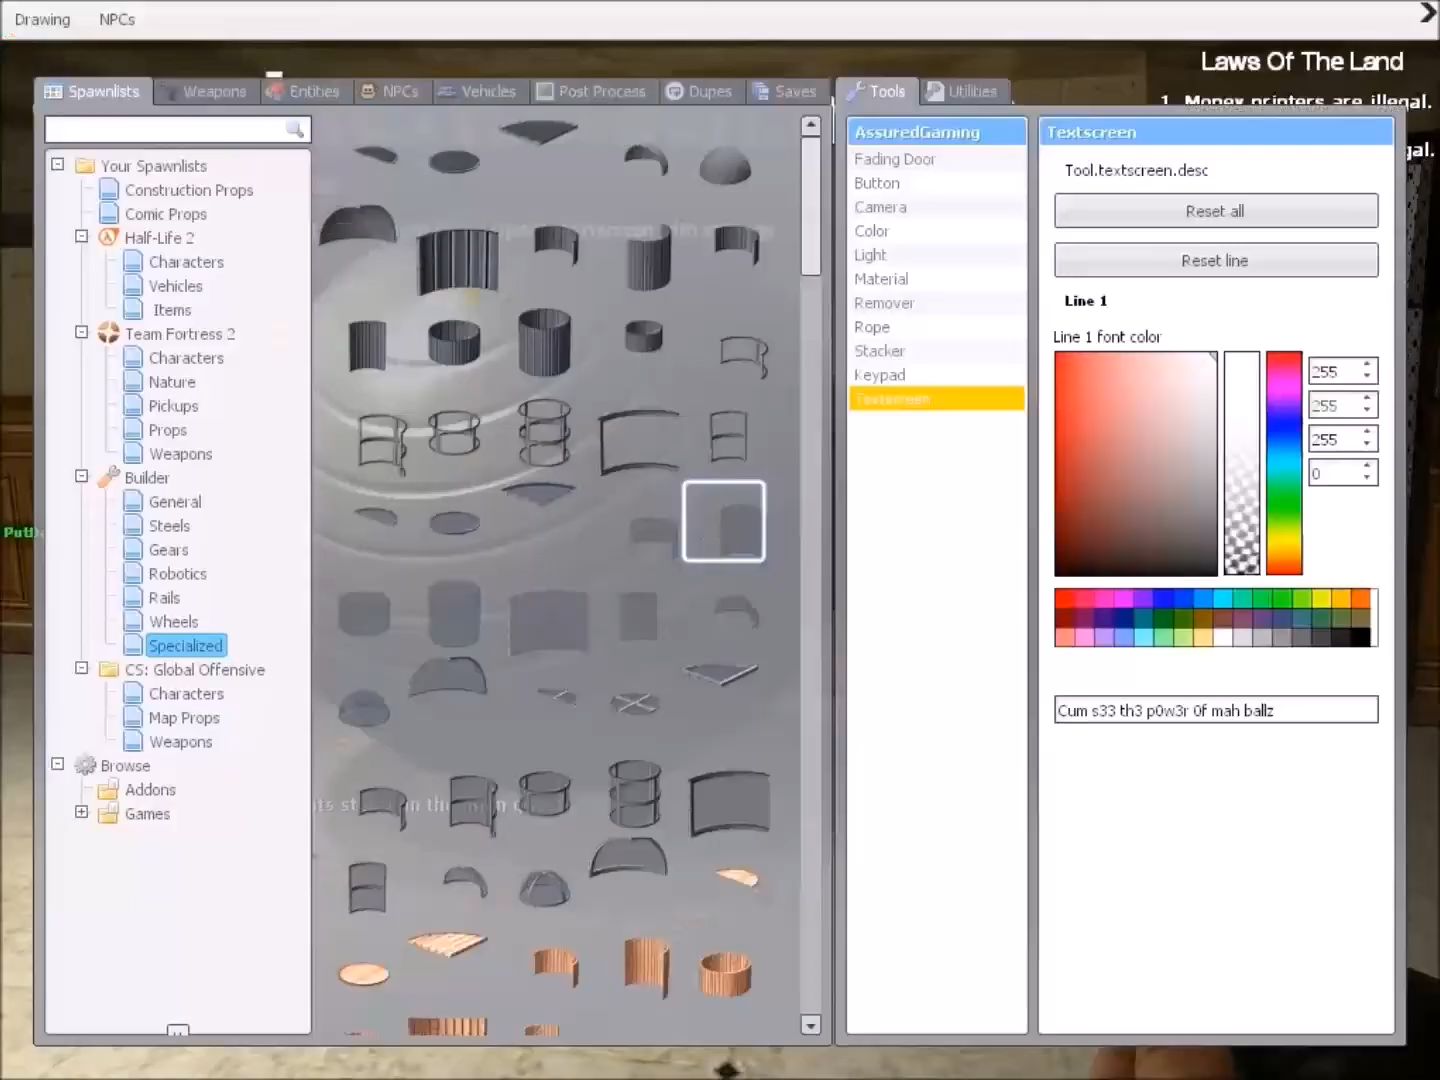 Drawing NPCs
Laws Of The Land
Spawnlists Weapons Entities NPCs Vehicles Post Process Dupes Saves Tools Utilities
1. Money printers are illegal.
AssuredGaming
Fading Door
Button
Camera
Color
Light
Material
Remover
Rope
Stacker
Keypad
Textscreen
Textscreen
Tool.textscreen.desc
Reset all
Reset line
Line 1
Line 1 font color
255
255
255
0
Cum s33 th3 p0w3r 0f mah ballz
Your Spawnlists
Construction Props
Comic Props
Half-Life 2
Characters
Vehicles
Items
Team Fortress 2
Characters
Nature
Pickups
Props
Weapons
Builder
General
Steels
Gears
Robotics
Rails
Wheels
Specialized
CS: Global Offensive
Characters
Map Props
Weapons
Browse
Addons
Games